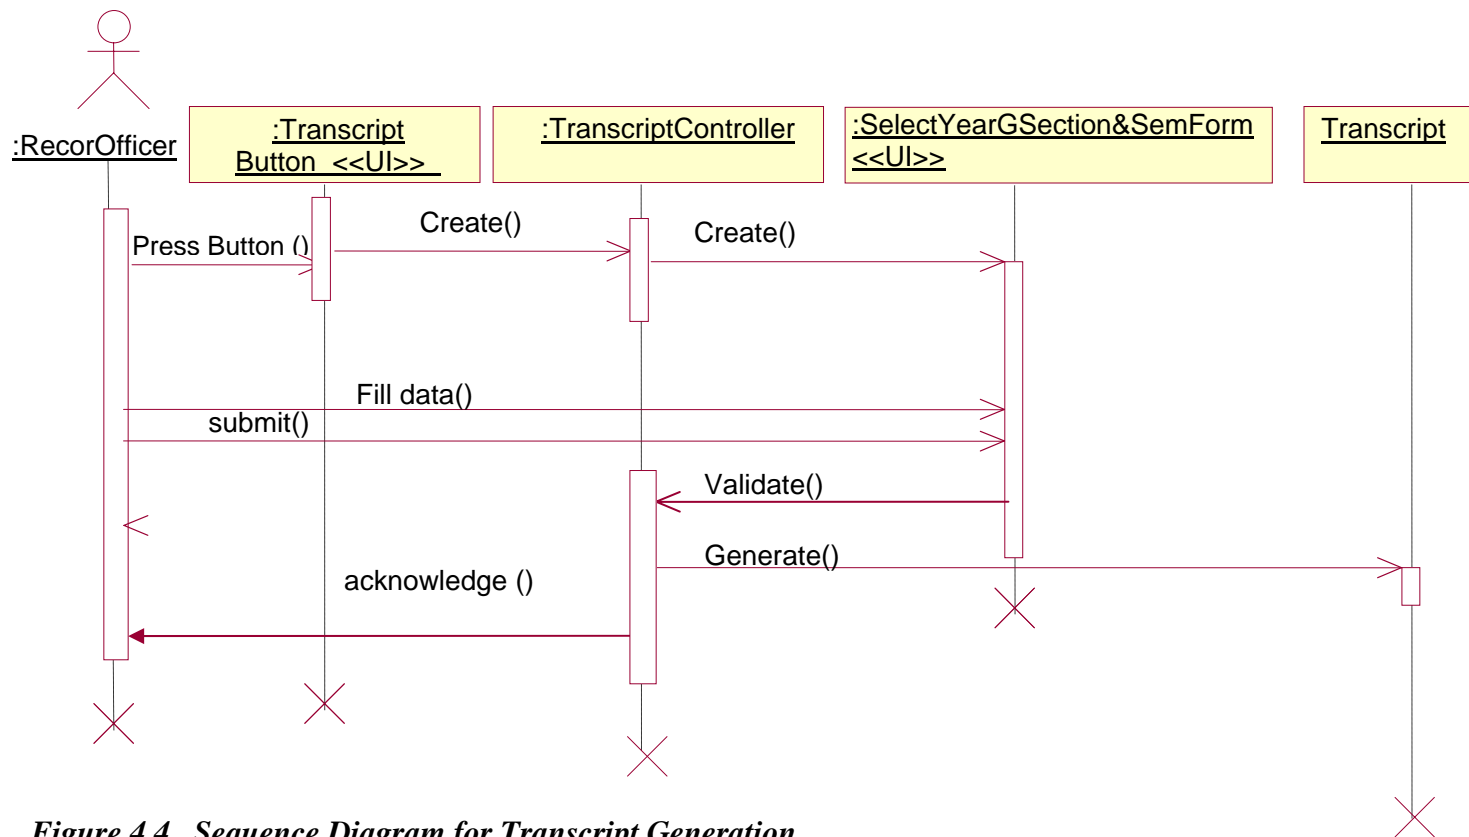 :RecorOfficer
:Transcript
Button <<UI>>
:TranscriptController
:SelectYearGSection&SemForm
<<UI>>
Transcript
Press Button ()
Create()
Create()
Fill data()
submit()
Validate()
Generate()
acknowledge ()
Figure 4.4 Sequence Diagram for Transcript Generation